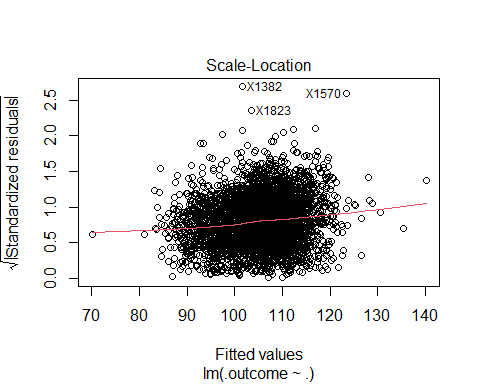 Scale-Location
√|Standardized residuals|
2.5
2.0
1.5
1.0
0.5
0.0
X1382
X1570
X1823
70 80 90 100 110 120 130 140
Fitted values
lm(.outcome ~ .)